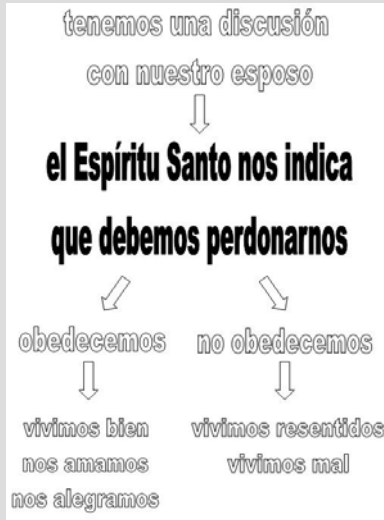 tenemos una discusión
con nuestro esposo
el Espíritu Santo nos indica
que debemos perdonarnos
obedecemos
no obedecemos
vivimos bien
nos amamos
nos alegramos
vivimos resentidos
vivimos mal